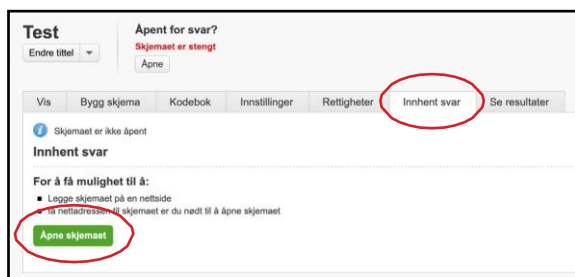 Test
Endre tittel
Åpent for svar?
Skjemaet er stengt
Åpne
Vis Bygg skjema Kodebok Innstillinger Rettigheter Innhent svar Se resultater
Skjemaet er ikke åpent
Innhent svar
For å få mulighet til å:
Legge skjemaet på en nettside
få nettadressen til skjemaet er du nødt til å åpne skjemaet
Åpne skjemaet